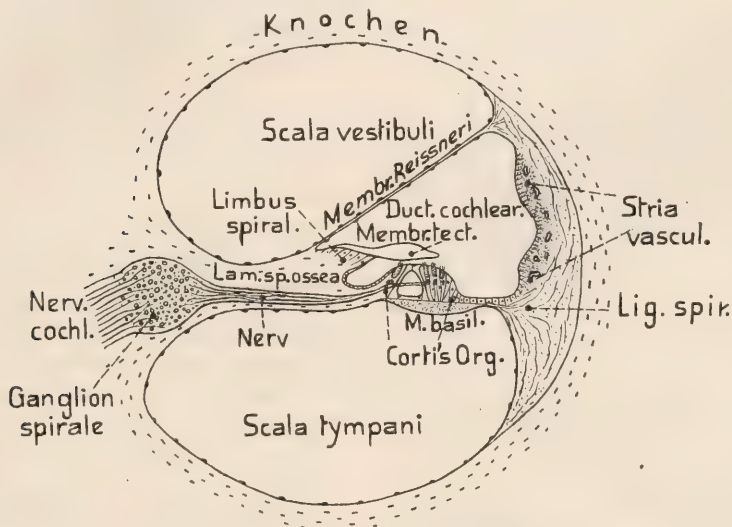 Knochen
Scala vestibuli
Membr. Reissneri
Limbus
spiral.
Duct. cochlear.
Membr. tect.
Stria
vascul.
Lam. sp. ossea
Nerv.
cochl.
Nerv
M. basil.
Lig. spir.
Corti's Org.
Ganglion
spirale
Scala tympani